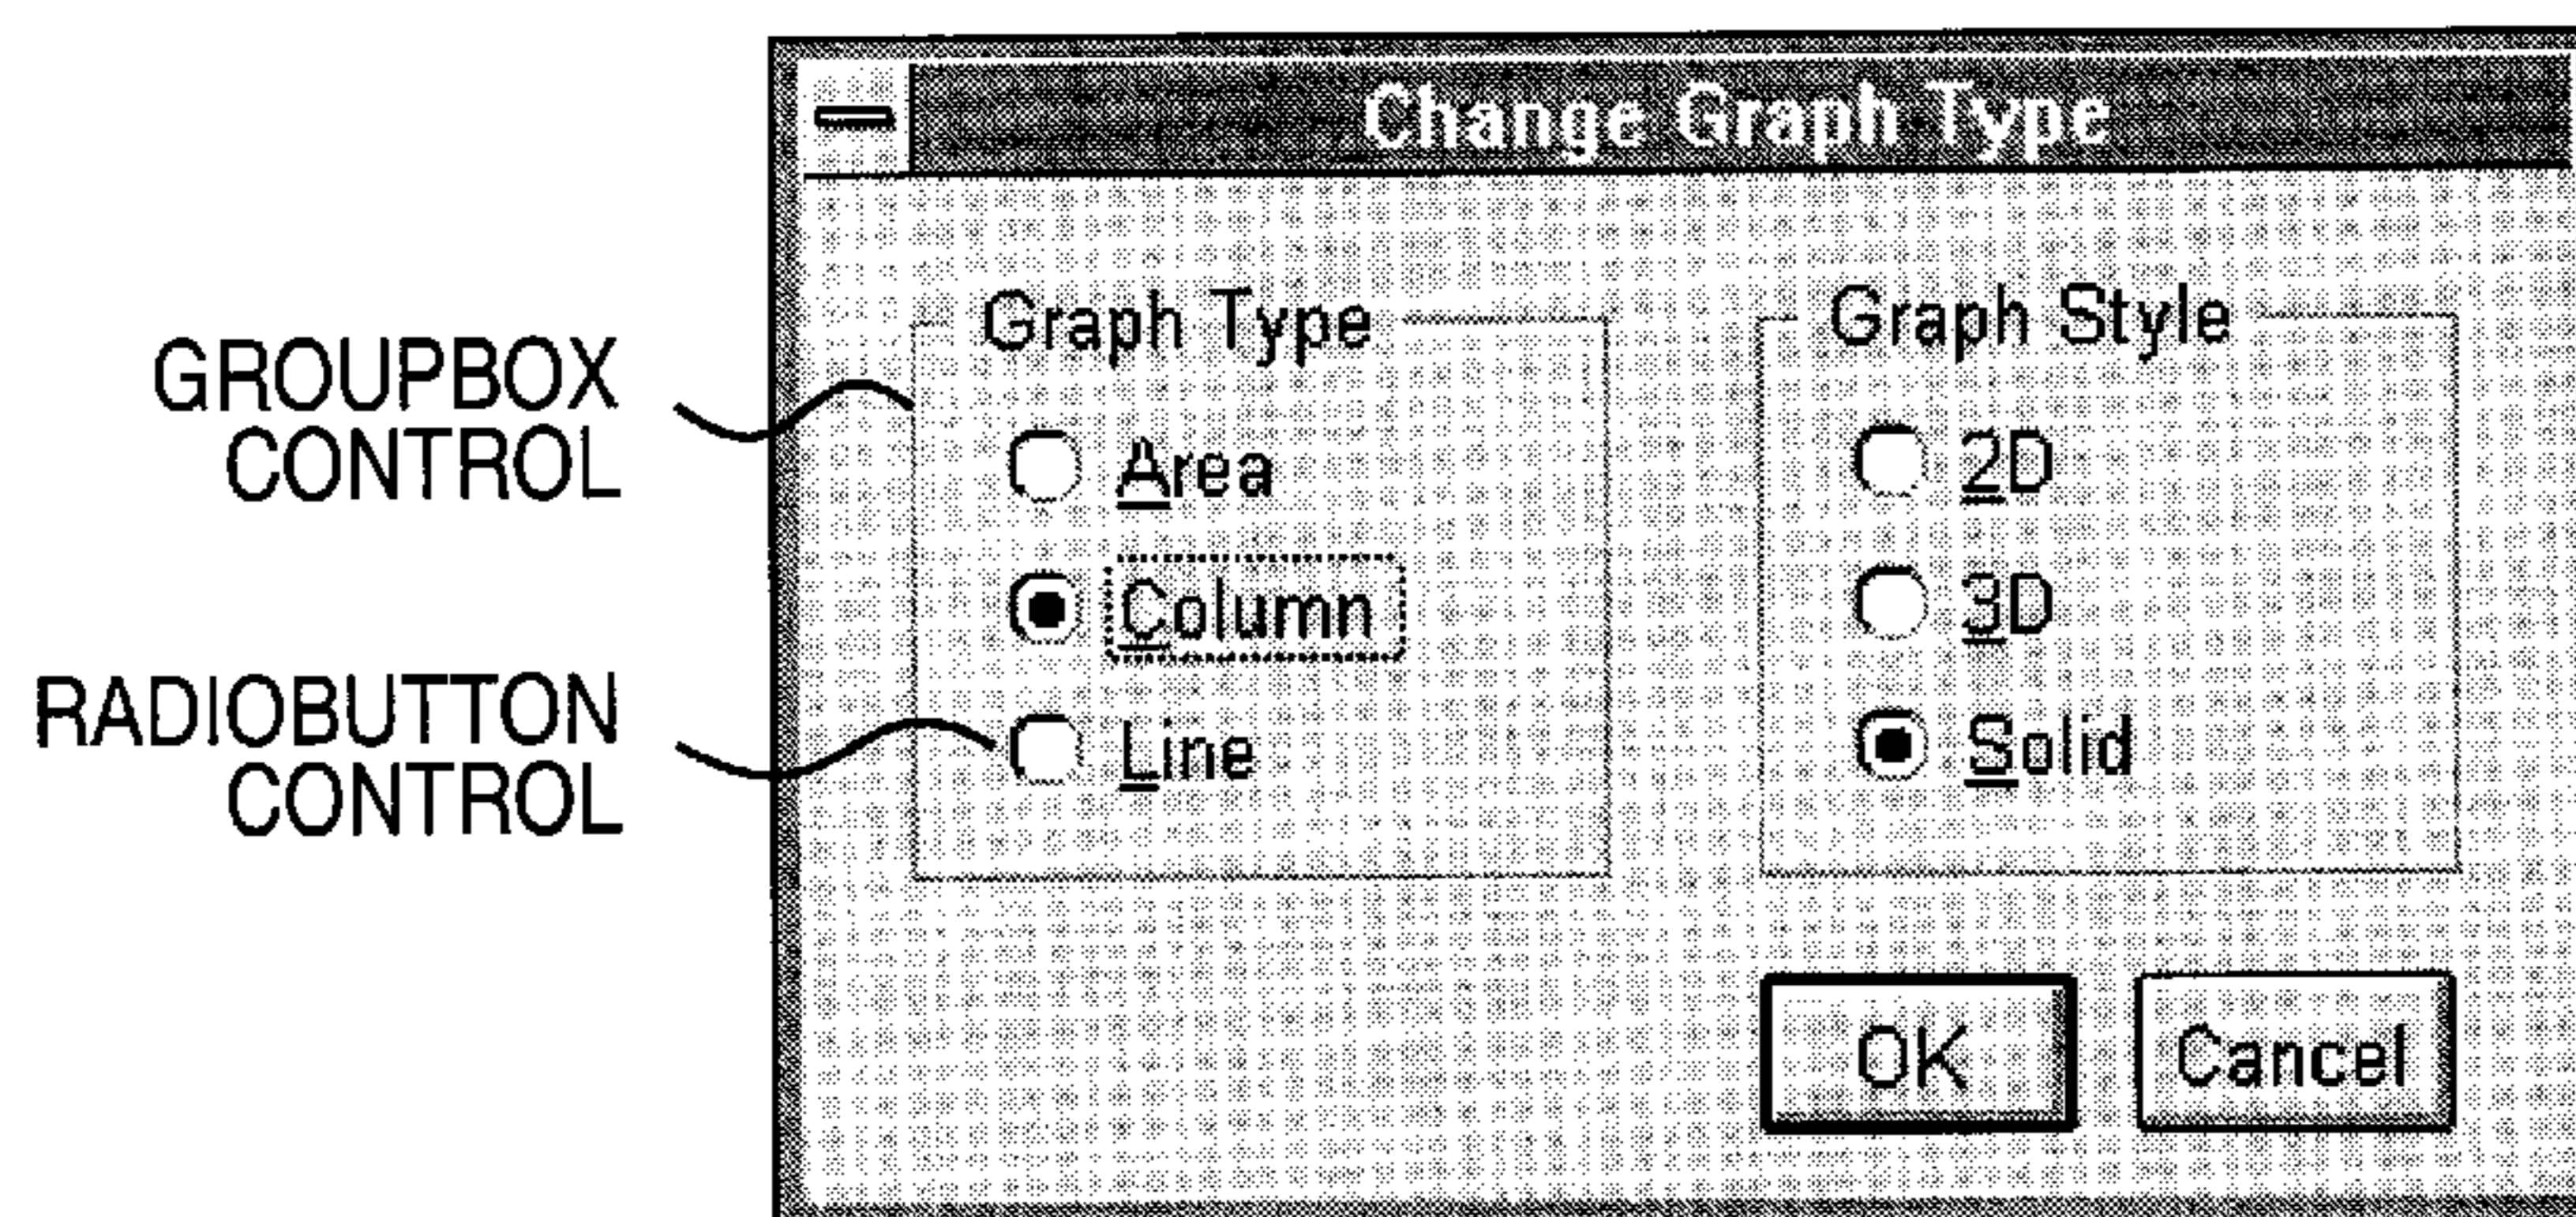 Change Graph Type
GROUPBOX
CONTROL
RADIOBUTTON
CONTROL
Graph Type
Area
Column
Line
Graph Style
2D
3D
Solid
OK
Cancel